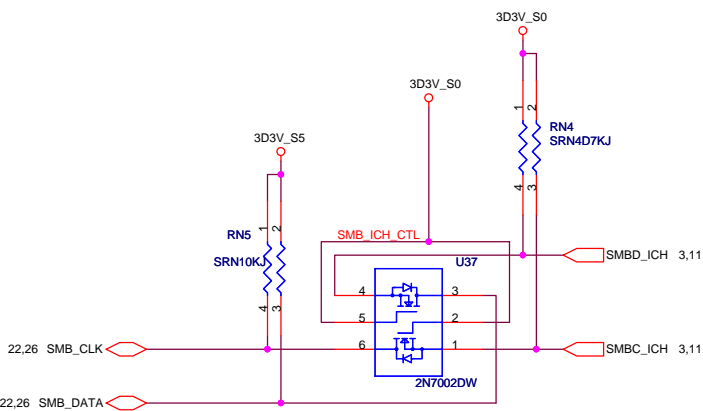 3D3V_S0
3D3V_S0
1
2
RN4
SRN4D7KJ
3D3V_S5
4
3
1
2
RN5
SMB_ICH_CTL
SMBD_ICH 3,11
SRN10KJ
U37
4
3
4
3
5
2
22,26 SMB_CLK
6
1
SMBC_ICH 3,11
2N7002DW
22,26 SMB_DATA